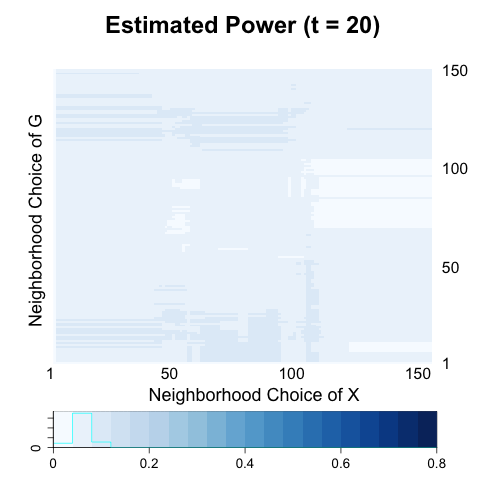 Estimated Power (t = 20)
Neighborhood Choice of G
150
100
50
1
1 50 100 150
Neighborhood Choice of X
0
0 0.2 0.4 0.6 0.8